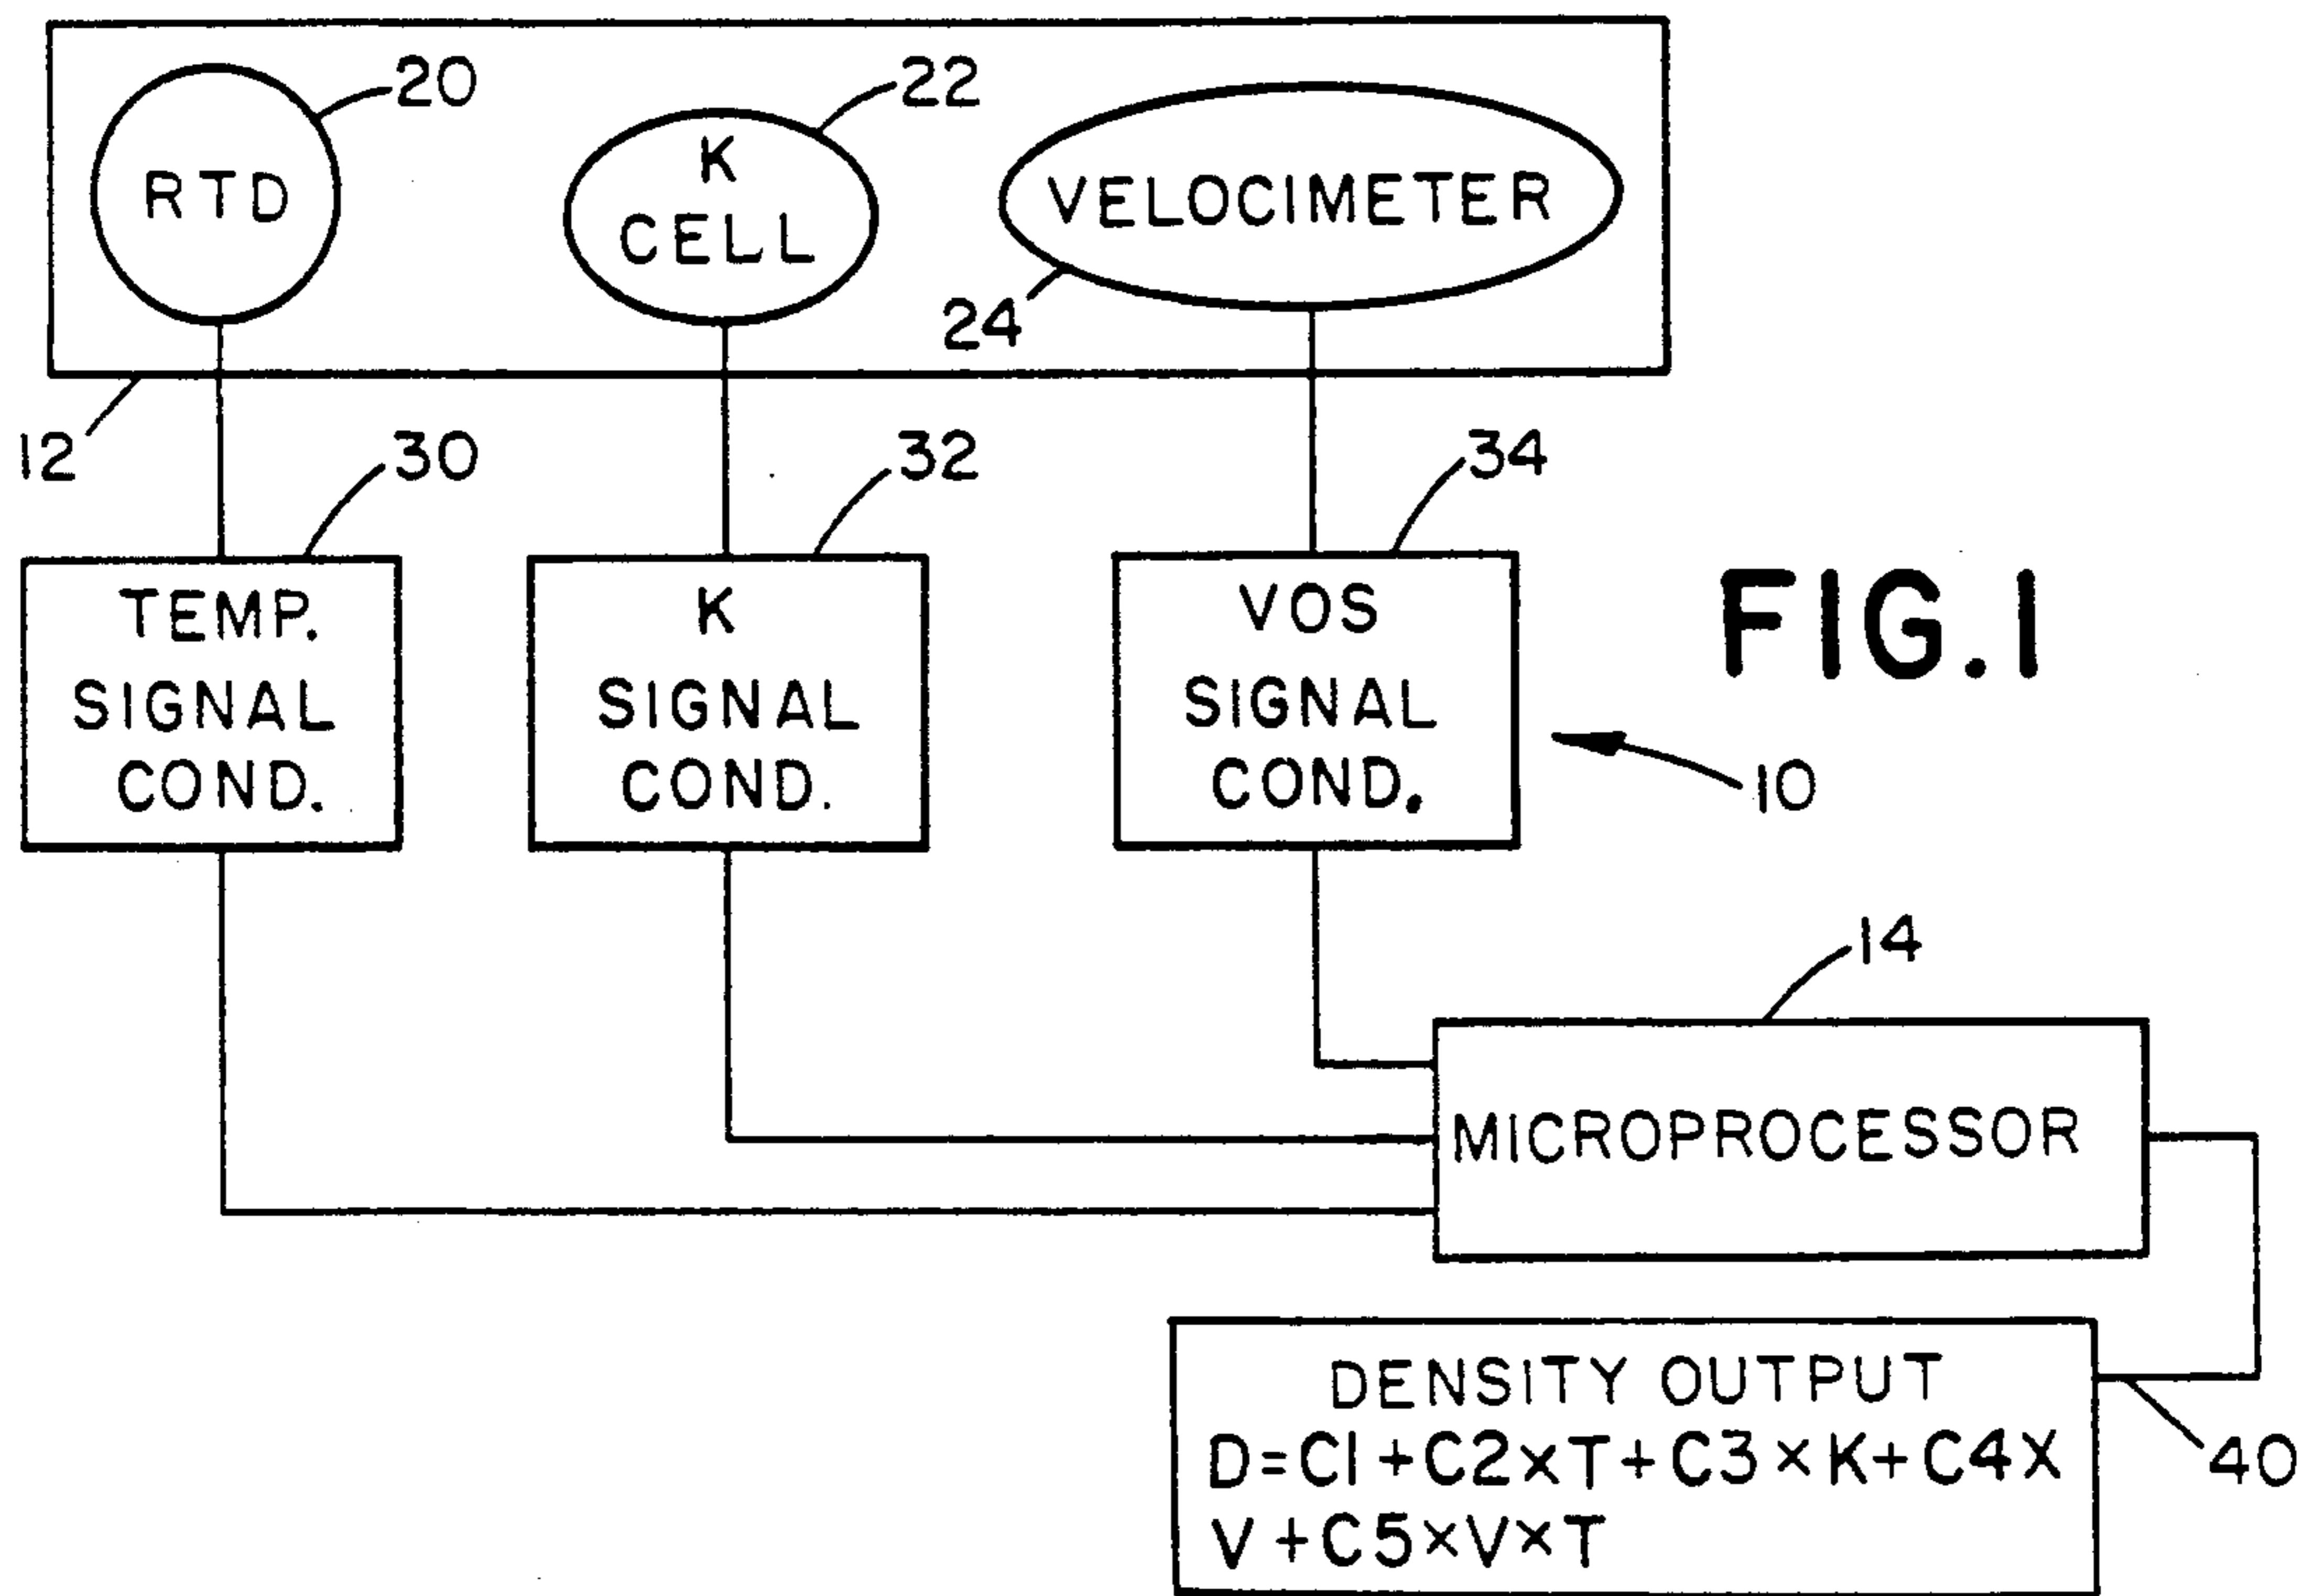 20
22
RTD
K
CELL
VELOCIMETER
24
12
30
32
34
TEMP.
SIGNAL
COND.
K
SIGNAL
COND.
VOS
SIGNAL
COND.
FIG.1
10
14
MICROPROCESSOR
DENSITY OUTPUT
D=C1+C2×T+C3×K+C4X
V+C5×V×T
40